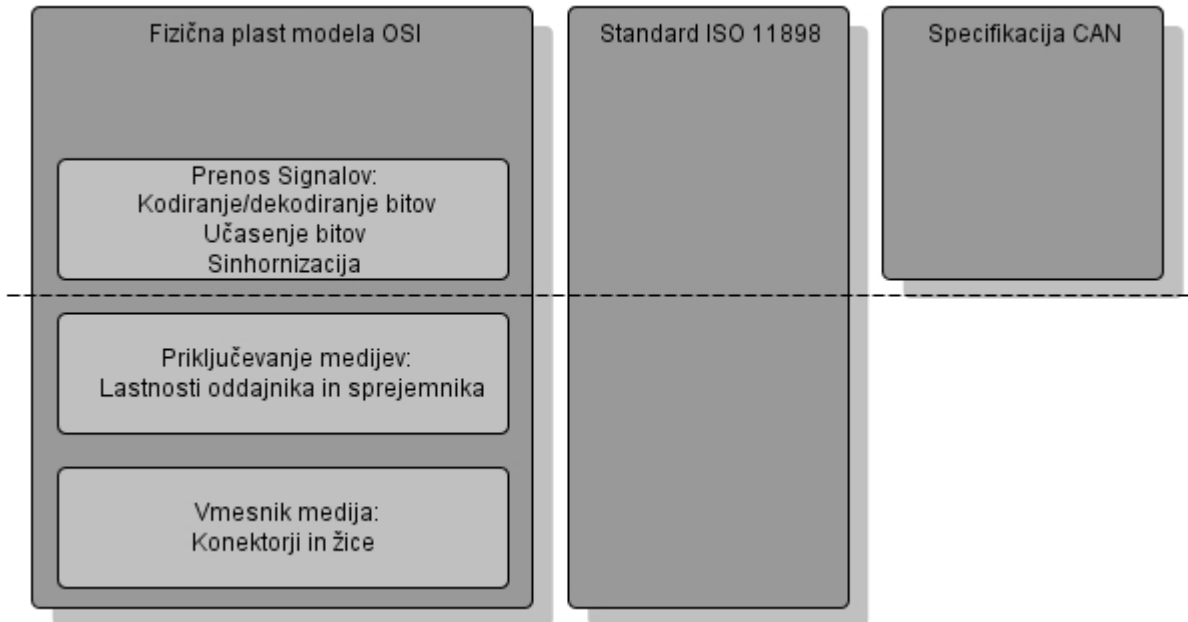 Fizična plast modela OSI
Prenos Signalov:
Kodiranje/dekodiranje bitov
Učasenje bitov
Sinhornizacija
Priključevanje medijev:
Lastnosti oddajnika in sprejemnika
Vmesnik medija:
Konektorji in žice
Standard ISO 11898
Specifikacija CAN